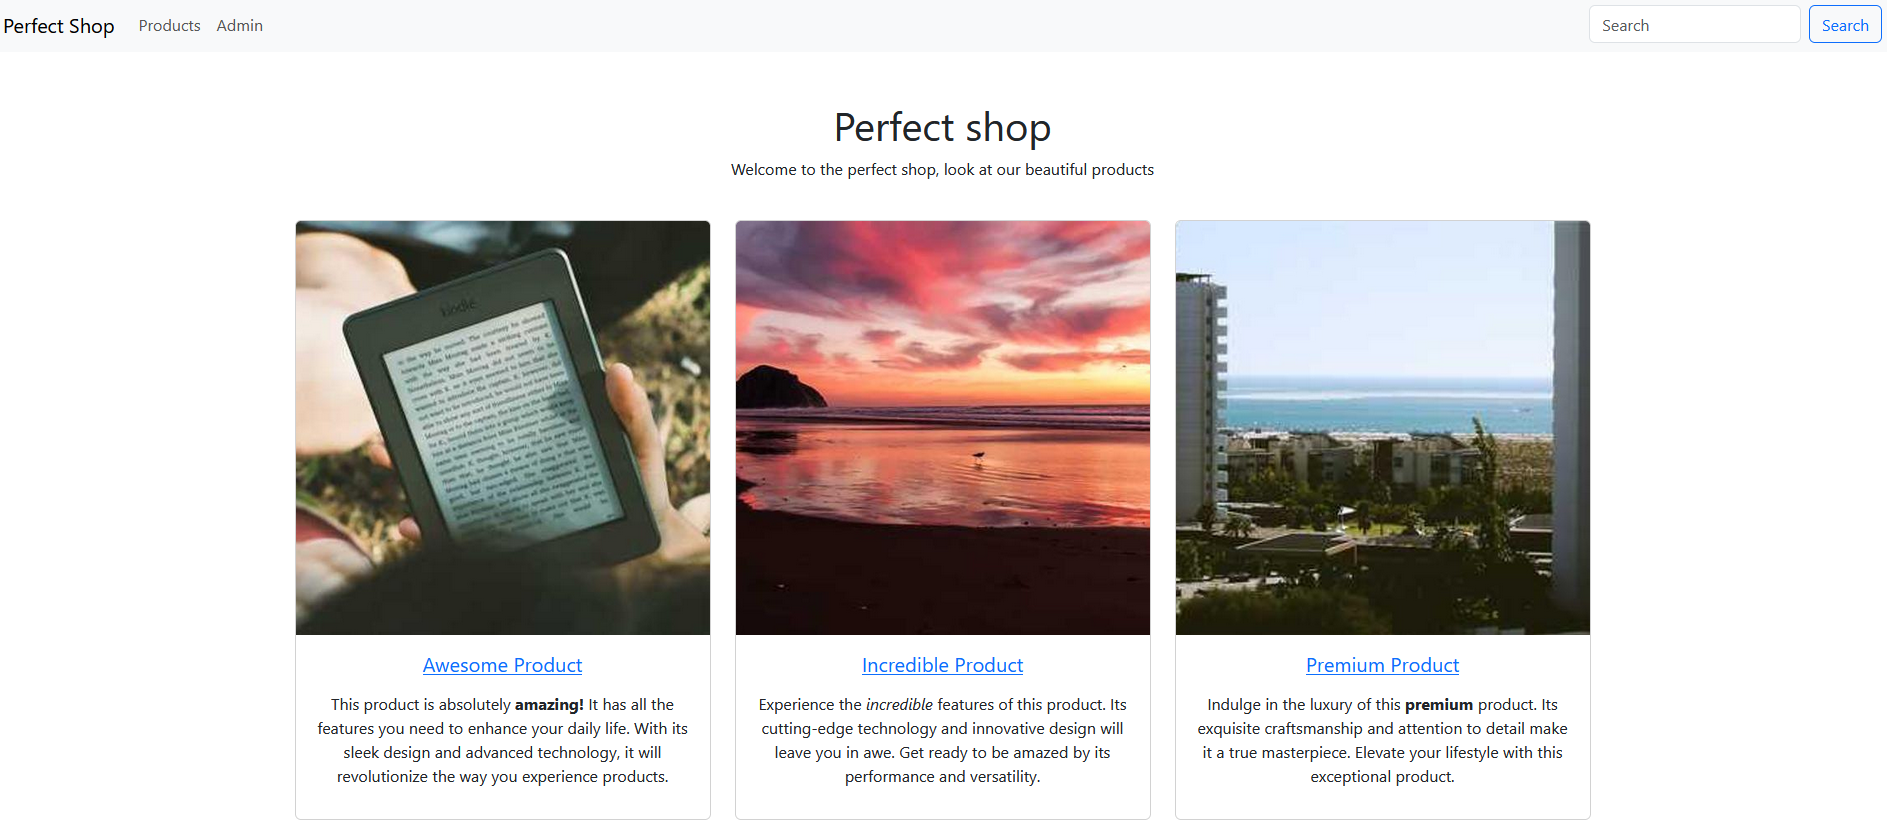 Perfect Shop Products Admin Search Search
Perfect shop
Welcome to the perfect shop, look at our beautiful products
kindle
Awesome Product
This product is absolutely amazing! It has all the
features you need to enhance your daily life. With its
sleek design and advanced technology, it will
revolutionize the way you experience products.
Incredible Product
Experience the incredible features of this product. Its
cutting-edge technology and innovative design will
leave you in awe. Get ready to be amazed by its
performance and versatility.
Premium Product
Indulge in the luxury of this premium product. Its
exquisite craftsmanship and attention to detail make
it a true masterpiece. Elevate your lifestyle with this
exceptional product.